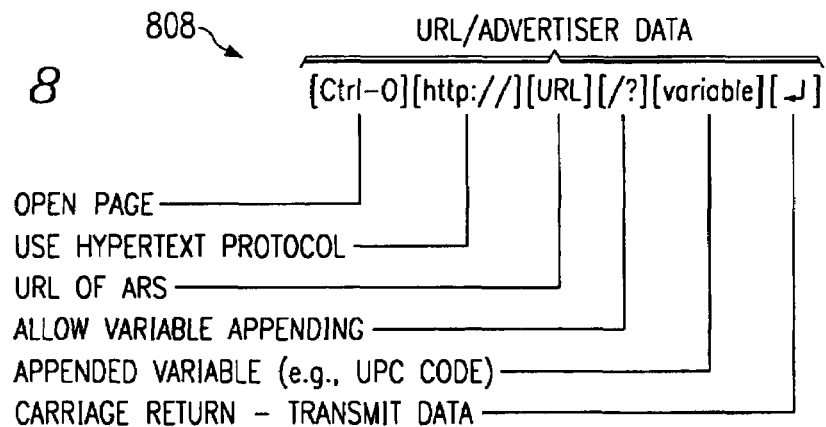 808
URL/ADVERTISER DATA
8
[Ctrl-O][http://][URL][/?][variable][↵]
OPEN PAGE
USE HYPERTEXT PROTOCOL
URL OF ARS
ALLOW VARIABLE APPENDING
APPENDED VARIABLE (e.g., UPC CODE)
CARRIAGE RETURN - TRANSMIT DATA